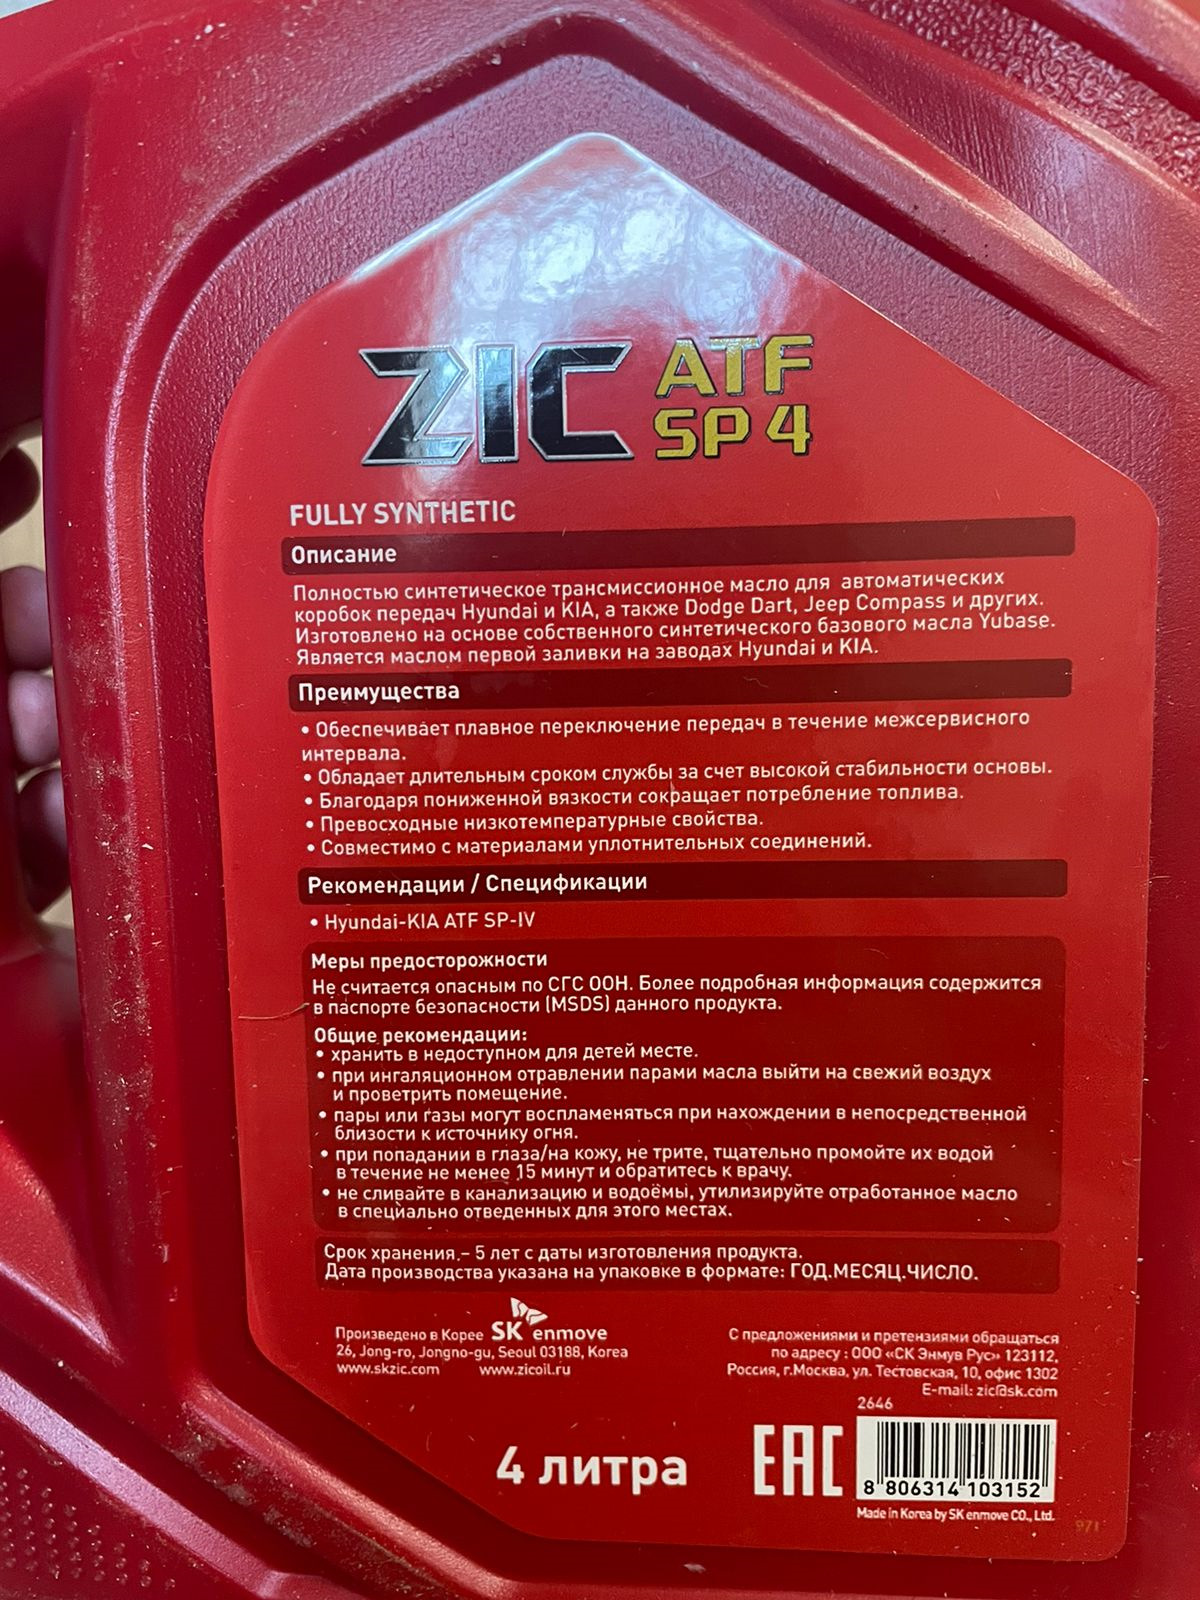 ZIC ATF
SP 4
FULLY SYNTHETIC
Описание
Полностью синтетическое трансмиссионное масло для автоматических
коробок передач Hyundai и KIA, а также Dodge Dart, Jeep Compass и других.
Изготовлено на основе собственного синтетического базового масла Yubase.
Является маслом первой заливки на заводах Hyundai и KIA.
Преимущества
• Обеспечивает плавное переключение передач в течение межсервисного
интервала.
• Обладает длительным сроком службы за счет высокой стабильности основы.
• Благодаря пониженной вязкости сокращает потребление топлива.
• Превосходные низкотемпературные свойства.
• Совместимо с материалами уплотнительных соединений.
Рекомендации / Спецификации
• Hyundai-KIA ATF SP-IV
Меры предосторожности
Не считается опасным по СГС ООН. Более подробная информация содержится
в паспорте безопасности (MSDS) данного продукта.
Общие рекомендации:
• хранить в недоступном для детей месте.
• при ингаляционном отравлении парами масла выйти на свежий воздух
и проветрить помещение.
• пары или газы могут воспламеняться при нахождении в непосредственной
близости к источнику огня.
• при попадании в глаза/на кожу, не трите, тщательно промойте их водой
в течение не менее 15 минут и обратитесь к врачу.
• не сливайте в канализацию и водоёмы, утилизируйте отработанное масло
в специально отведенных для этого местах.
Срок хранения – 5 лет с даты изготовления продукта.
Дата производства указана на упаковке в формате: ГОД.МЕСЯЦ.ЧИСЛО.
Произведено в Корее SK enmove
26, Jong-ro, Jongno-gu, Seoul 03188, Korea
www.skzic.com www.zicoil.ru
С предложениями и претензиями обращаться
по адресу : ООО «СК Энмув Рус» 123112,
Россия, г.Москва, ул. Тестовская, 10, офис 1302
E-mail: zic@sk.com
2646
4 литра
EAC
8 806314 103152
Made in Korea by SK enmove CO., Ltd.
971